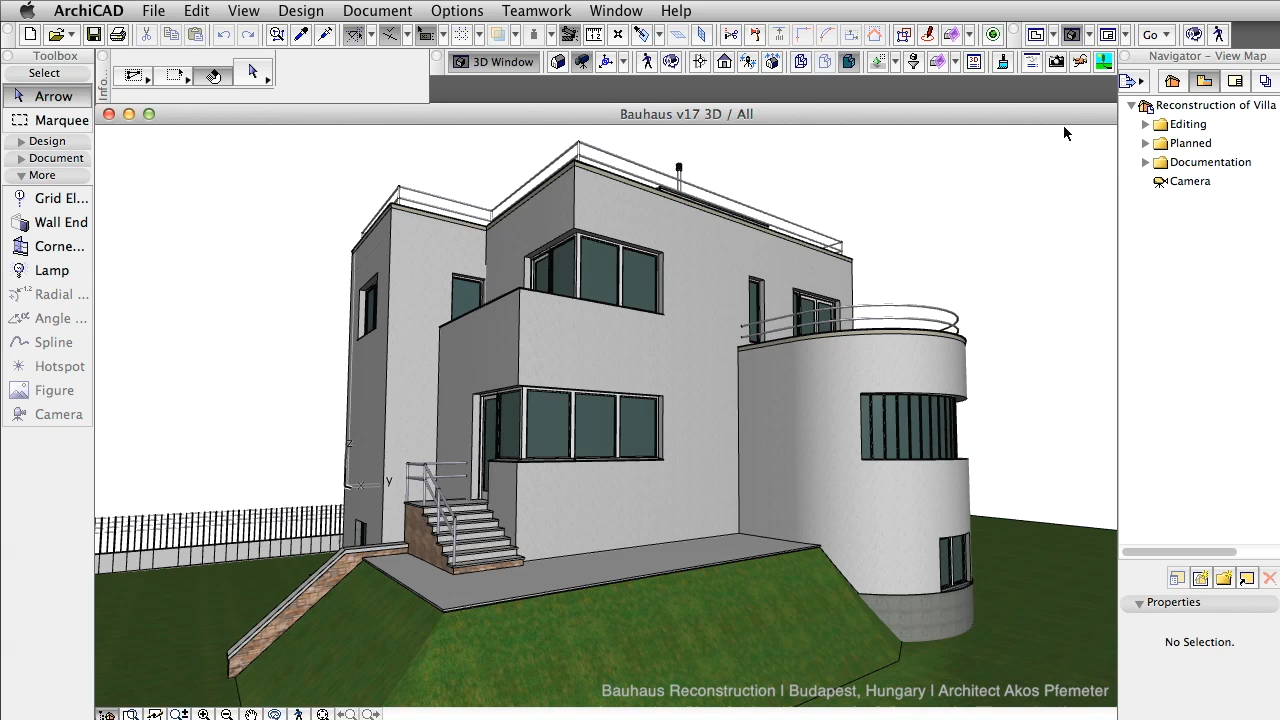 ArchiCAD File Edit View Design Document Options Teamwork Window Help
Go
Toolbox
Select
Arrow
Marquee
Design
Document
More
Grid El...
Wall End
Corne...
Lamp
Radial ...
Angle ...
Spline
Hotspot
Figure
Camera
Info...
3D Window
Bauhaus v17 3D / All
z
x
y
Bauhaus Reconstruction | Budapest, Hungary | Architect Akos Pfemeter
Navigator - View Map
Reconstruction of Villa
Editing
Planned
Documentation
Camera
Properties
No Selection.